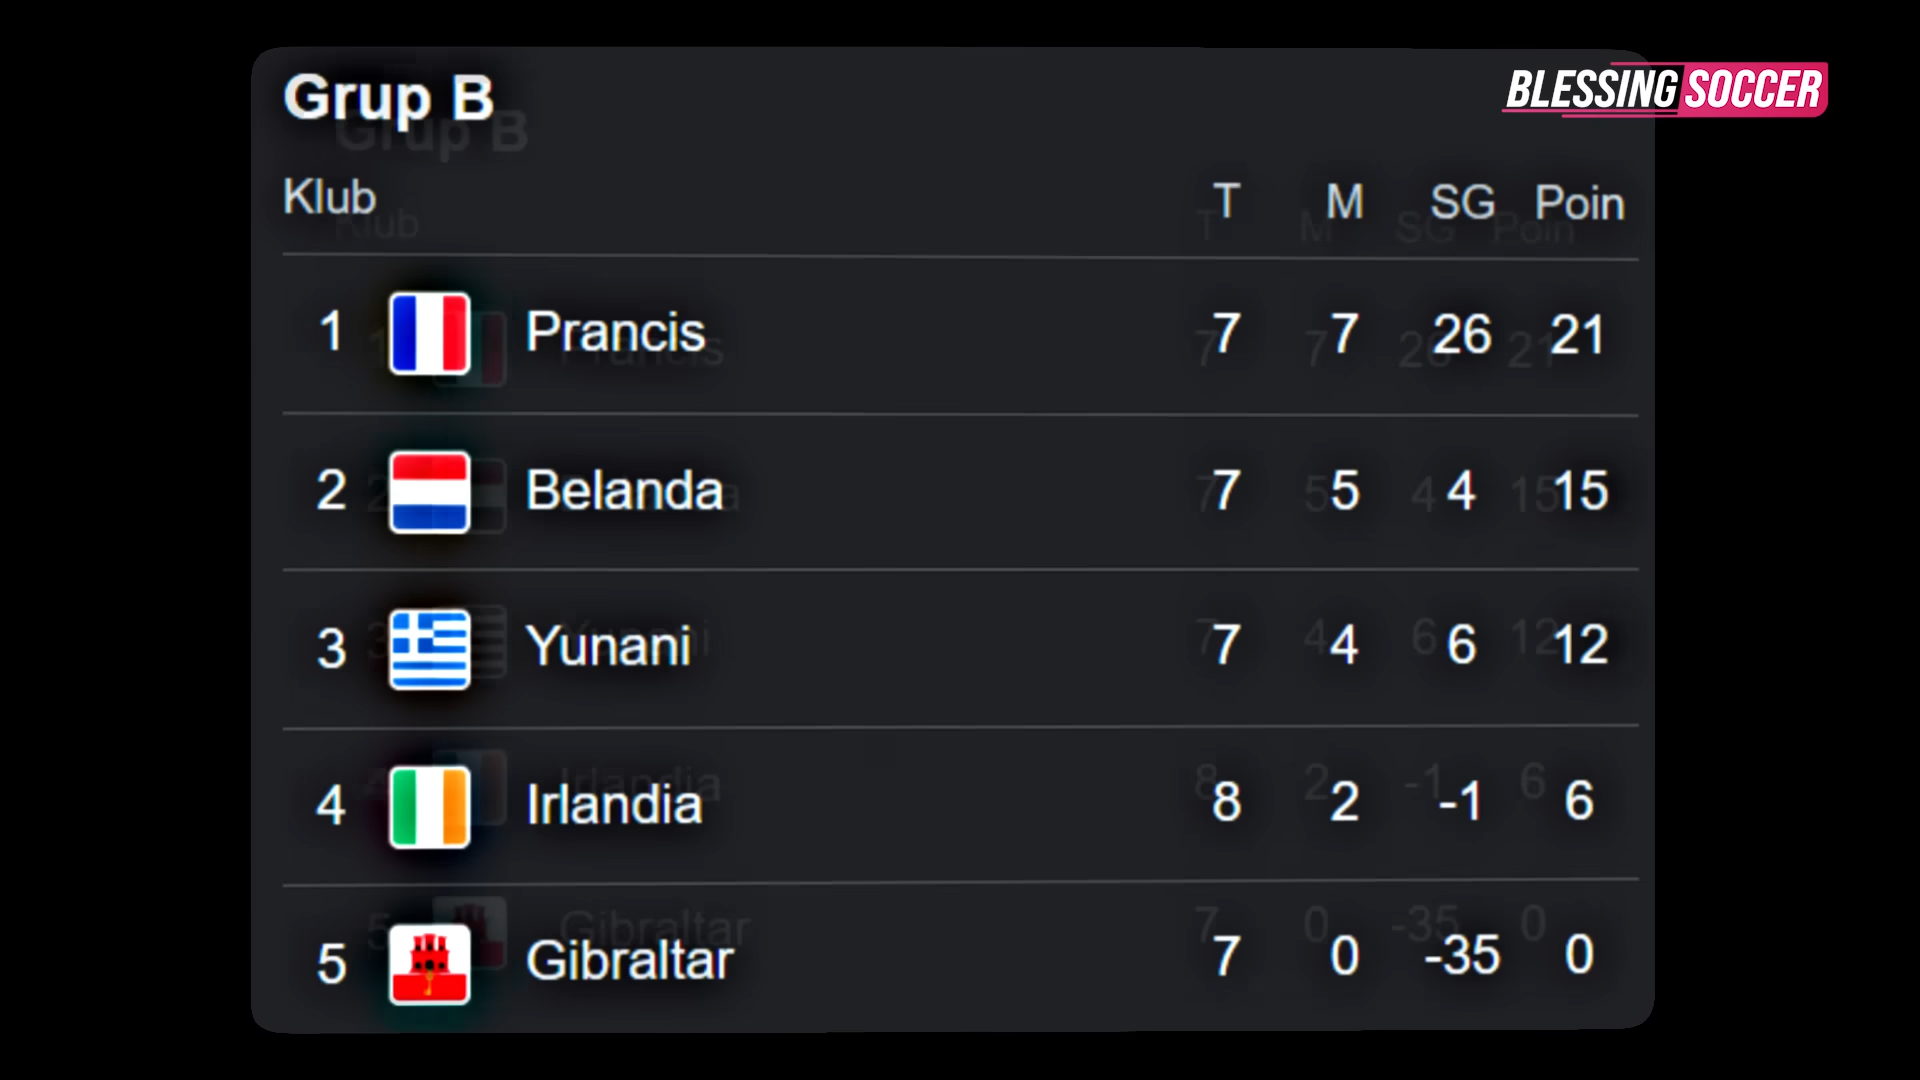 Grup B
BLESSING SOCCER
Klub T M SG Poin
1 Prancis 7 7 26 21
2 Belanda 7 5 4 15
3 Yunani 7 4 6 12
4 Irlandia 8 2 -1 6
5 Gibraltar 7 0 -35 0